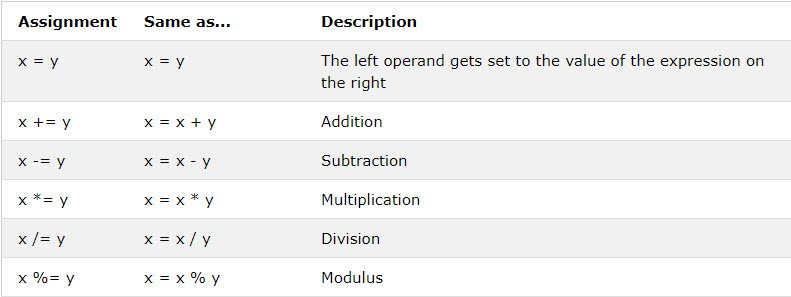 Assignment Same as... Description
x = y x = y The left operand gets set to the value of the expression on
the right
x += y x = x + y Addition
x -= y x = x - y Subtraction
x *= y x = x * y Multiplication
x /= y x = x / y Division
x %= y x = x % y Modulus